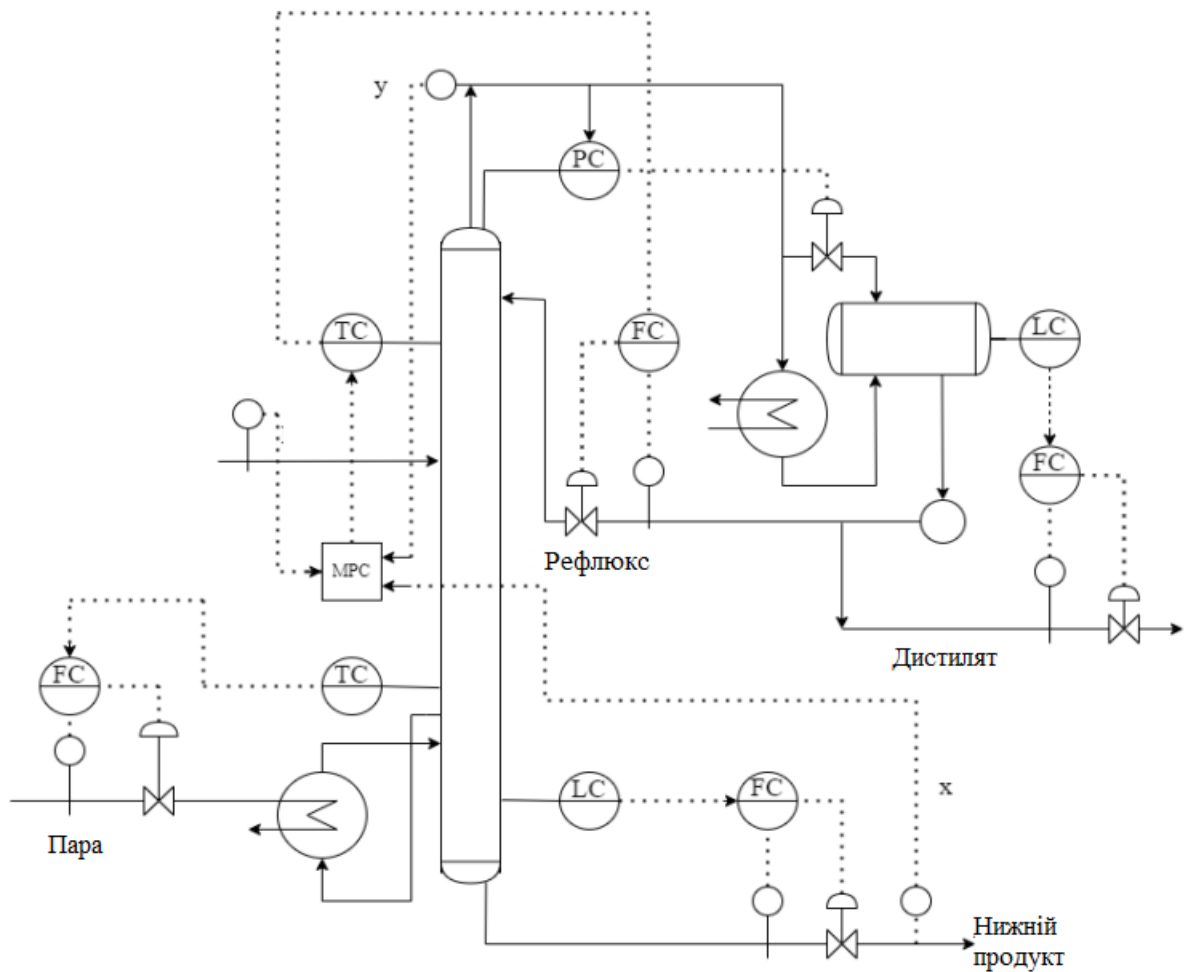 y
PC
TC
FC
LC
FC
MPC
Рефлюкс
Дистилят
FC
TC
LC
FC
x
Пара
Нижній
продукт